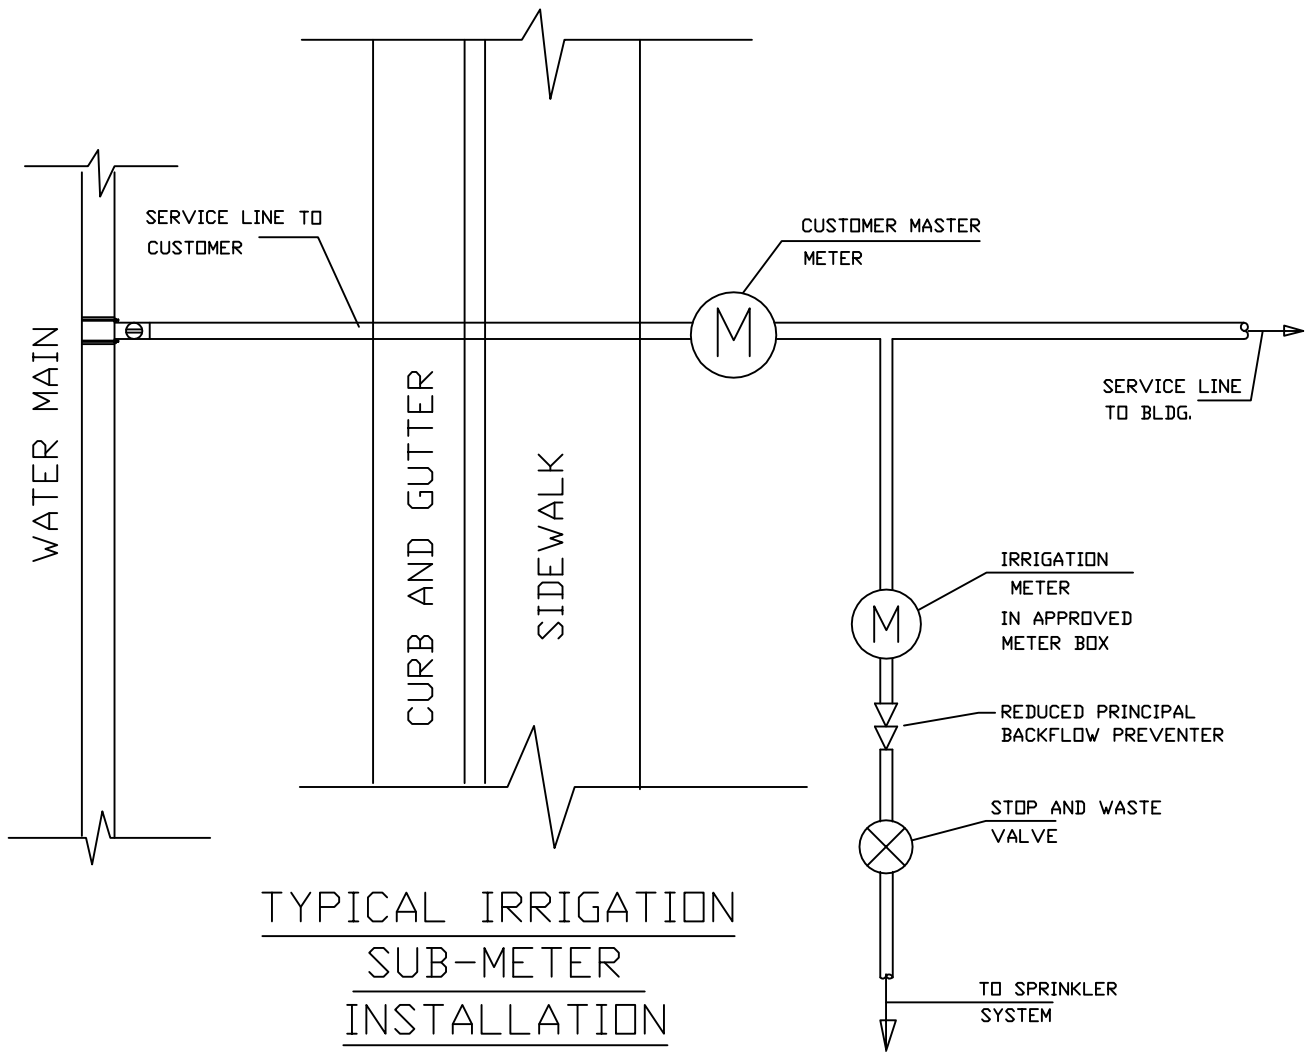 SERVICE LINE TO
CUSTOMER
CUSTOMER MASTER
METER
M
WATER MAIN
CURB AND GUTTER
SIDEWALK
SERVICE LINE
TO BLDG.
IRRIGATION
METER
IN APPROVED
METER BOX
M
REDUCED PRINCIPAL
BACKFLOW PREVENTER
STOP AND WASTE
VALVE
TYPICAL IRRIGATION
SUB-METER
INSTALLATION
TO SPRINKLER
SYSTEM